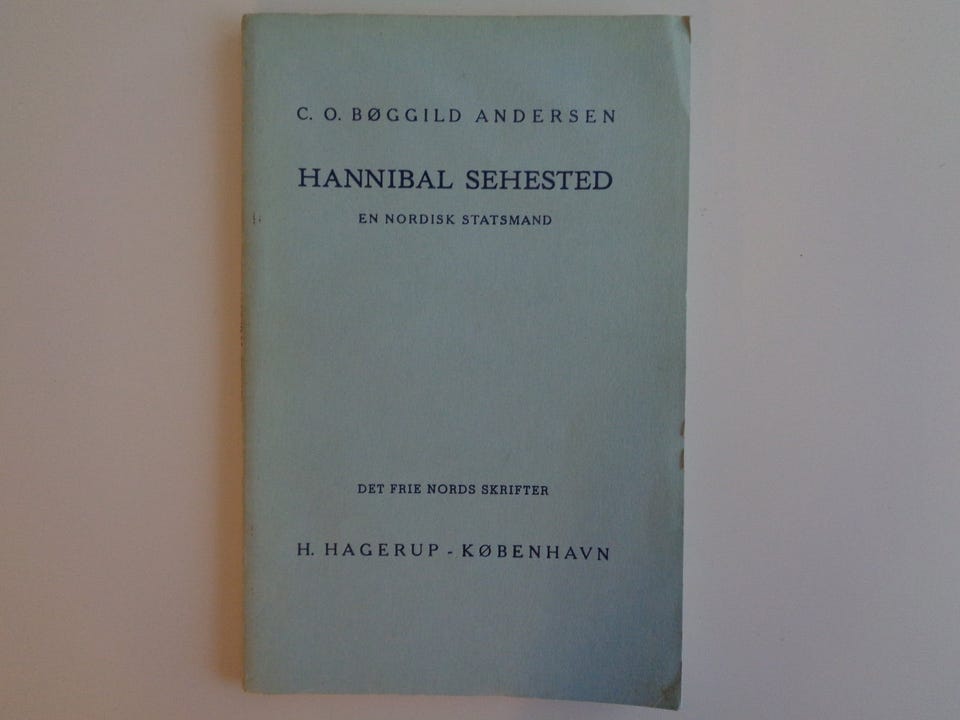 C. O. BØGGILD ANDERSEN
HANNIBAL SEHESTED
EN NORDISK STATSMAND
DET FRIE NORDS SKRIFTER
H. HAGERUP - KØBENHAVN